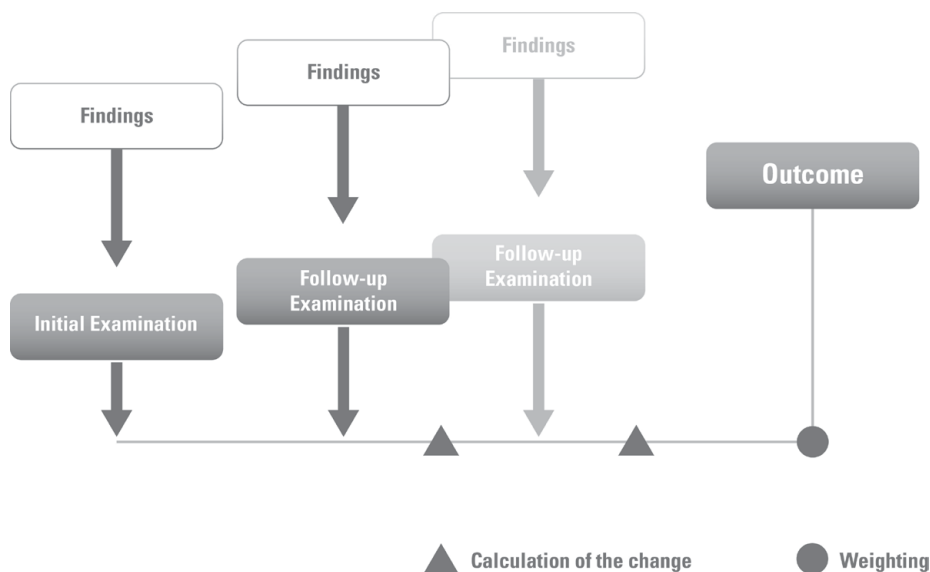 Findings
Findings
Findings
Outcome
Initial Examination
Follow-up
Examination
Follow-up
Examination
Calculation of the change
Weighting